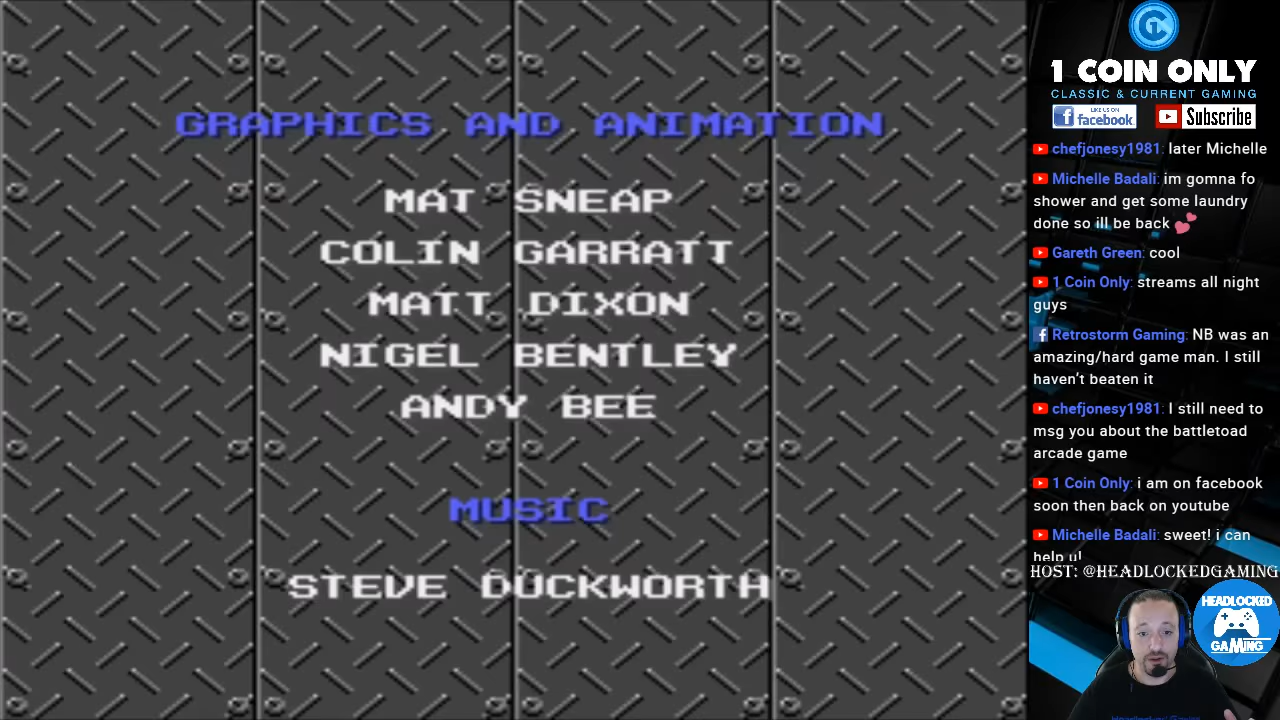 GRAPHICS AND ANIMATION
MAT SNEAP
COLIN GARRATT
MATT DIXON
NIGEL BENTLEY
ANDY BEE
MUSIC
STEVE DUCKWORTH
1 COIN ONLY
CLASSIC & CURRENT GAMING
LIKE US ON
facebook
Subscribe
chefjonesy1981: later Michelle
Michelle Badali: im gomna fo
shower and get some laundry
done so ill be back 💕
Gareth Green: cool
1 Coin Only: streams all night
guys
Retrostorm Gaming: NB was an
amazing/hard game man. I still
haven't beaten it
chefjonesy1981: I still need to
msg you about the battletoad
arcade game
1 Coin Only: i am on facebook
soon then back on youtube
Michelle Badali: sweet! i can
help u!
HOST: @HEADLOCKEDGAMING
HEADLOCKED
GAMING